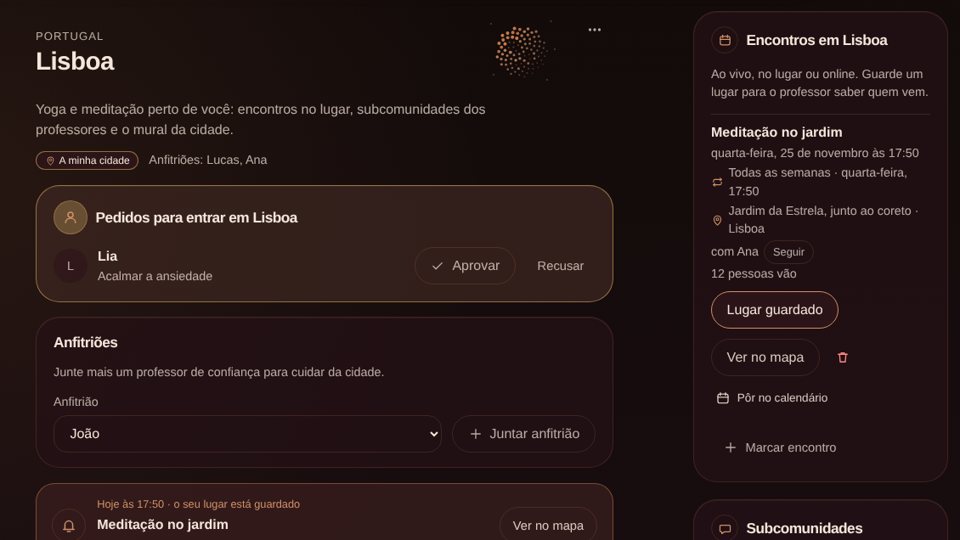 PORTUGAL
Lisboa
Yoga e meditação perto de você: encontros no lugar, subcomunidades dos
professores e o mural da cidade.
A minha cidade
Anfitriões: Lucas, Ana
Pedidos para entrar em Lisboa
L
Lia
Acalmar a ansiedade
Aprovar
Recusar
Anfitriões
Junte mais um professor de confiança para cuidar da cidade.
Anfitrião
João
Juntar anfitrião
Hoje às 17:50 · o seu lugar está guardado
Meditação no jardim
Ver no mapa
Encontros em Lisboa
Ao vivo, no lugar ou online. Guarde um
lugar para o professor saber quem vem.
Meditação no jardim
quarta-feira, 25 de novembro às 17:50
Todas as semanas · quarta-feira,
17:50
Jardim da Estrela, junto ao coreto ·
Lisboa
com Ana
Seguir
12 pessoas vão
Lugar guardado
Ver no mapa
Pôr no calendário
Marcar encontro
Subcomunidades